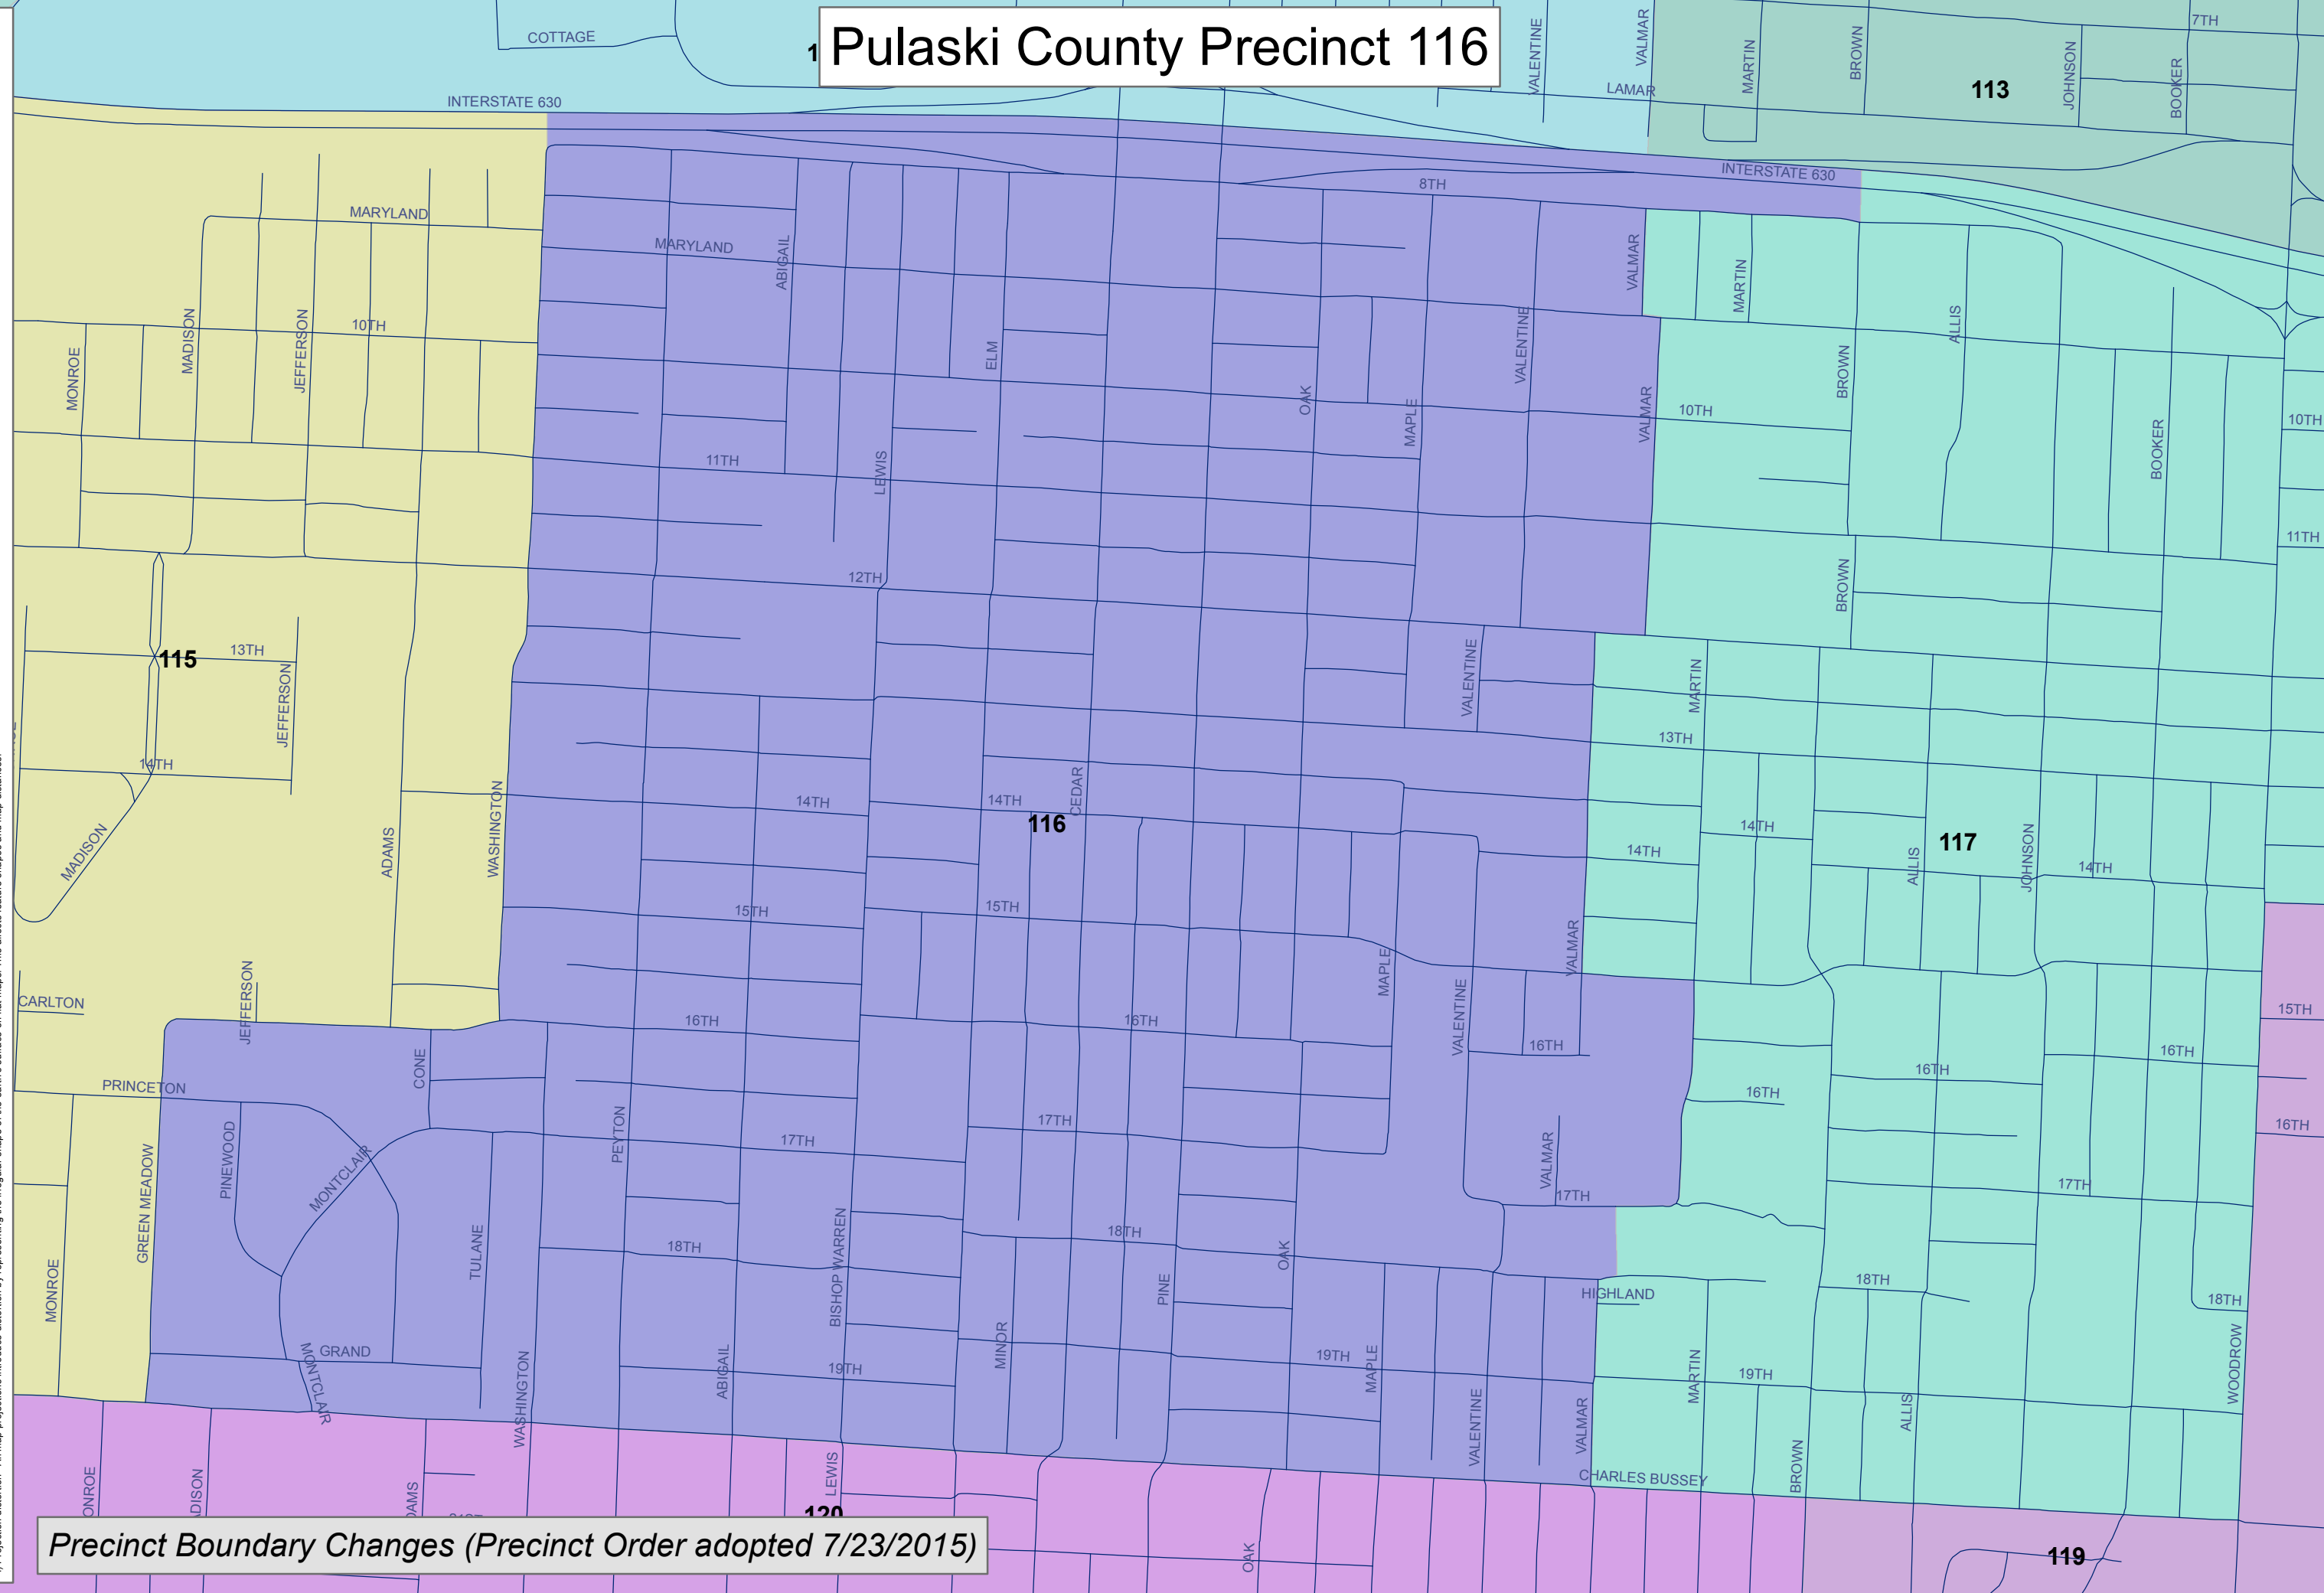 Pulaski County Precinct 116
COTTAGE
VALENTINE
VALMAR
MARTIN
BROWN
JOHNSON
BOOKER
7TH
113
LAMAR
INTERSTATE 630
INTERSTATE 630
8TH
MARYLAND
MARYLAND
ABIGAIL
VALMAR
MARTIN
MONROE
MADISON
JEFFERSON
10TH
ELM
OAK
MAPLE
VALENTINE
VALMAR
10TH
BROWN
ALLIS
BOOKER
10TH
11TH
LEWIS
11TH
12TH
BROWN
115
13TH
JEFFERSON
14TH
MADISON
ADAMS
WASHINGTON
VALENTINE
MARTIN
13TH
14TH
14TH
CEDAR
116
14TH
14TH
117
ALLIS
JOHNSON
14TH
15TH
15TH
MAPLE
VALMAR
CARLTON
JEFFERSON
16TH
16TH
VALENTINE
16TH
15TH
16TH
16TH
16TH
16TH
PRINCETON
CONE
PINEWOOD
GREEN MEADOW
MONTCLAIR
PEYTON
17TH
17TH
VALMAR
17TH
17TH
MONROE
TULANE
18TH
BISHOP WARREN
18TH
PINE
OAK
HIGHLAND
18TH
18TH
MINOR
GRAND
MONTCLAIR
WASHINGTON
ABIGAIL
19TH
19TH
MAPLE
VALENTINE
VALMAR
MARTIN
19TH
ALLIS
WOODROW
BROWN
CHARLES BUSSEY
LEWIS
120
OAK
119
Precinct Boundary Changes (Precinct Order adopted 7/23/2015)